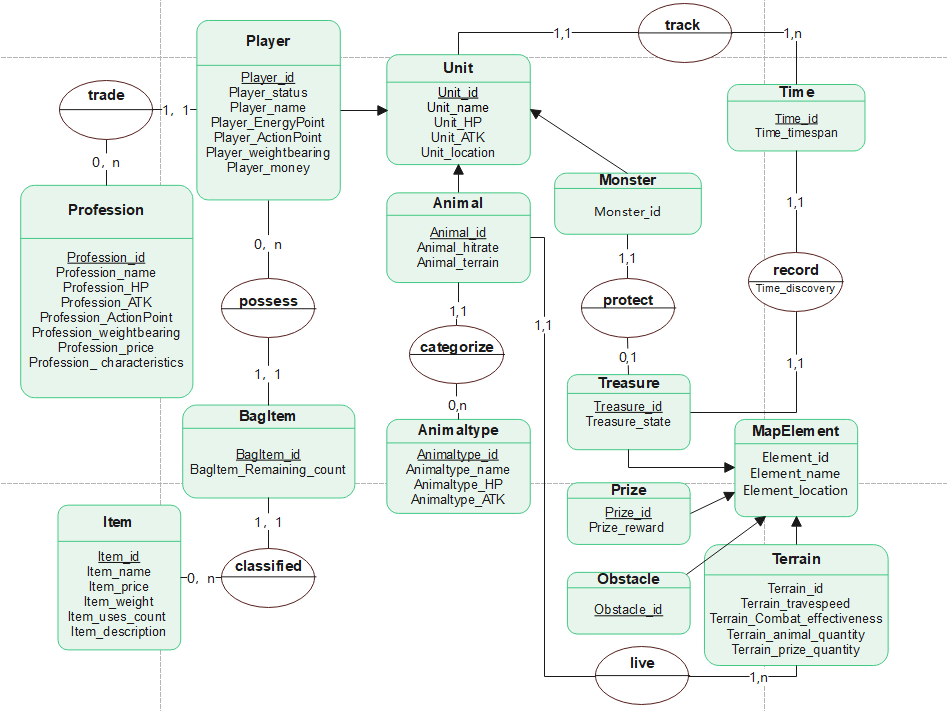 track
1,1
1,n
Player
Player_id
Player_status
Player_name
Player_EnergyPoint
Player_ActionPoint
Player_weightbearing
Player_money
Unit
Unit_id
Unit_name
Unit_HP
Unit_ATK
Unit_location
Time
Time_id
Time_timespan
trade
1, 1
0, n
Profession
Profession_id
Profession_name
Profession_HP
Profession_ATK
Profession_ActionPoint
Profession_weightbearing
Profession_price
Profession_ characteristics
Animal
Animal_id
Animal_hitrate
Animal_terrain
Monster
Monster_id
1,1
0, n
possess
1, 1
1,1
protect
0,1
1,1
record
Time_discovery
1,1
1,1
categorize
0,n
1,1
Treasure
Treasure_id
Treasure_state
BagItem
BagItem_id
BagItem_Remaining_count
Animaltype
Animaltype_id
Animaltype_name
Animaltype_HP
Animaltype_ATK
MapElement
Element_id
Element_name
Element_location
Prize
Prize_id
Prize_reward
1, 1
Item
Item_id
Item_name
Item_price
Item_weight
Item_uses_count
Item_description
0, n
classified
Obstacle
Obstacle_id
Terrain
Terrain_id
Terrain_travespeed
Terrain_Combat_effectiveness
Terrain_animal_quantity
Terrain_prize_quantity
live
1,n